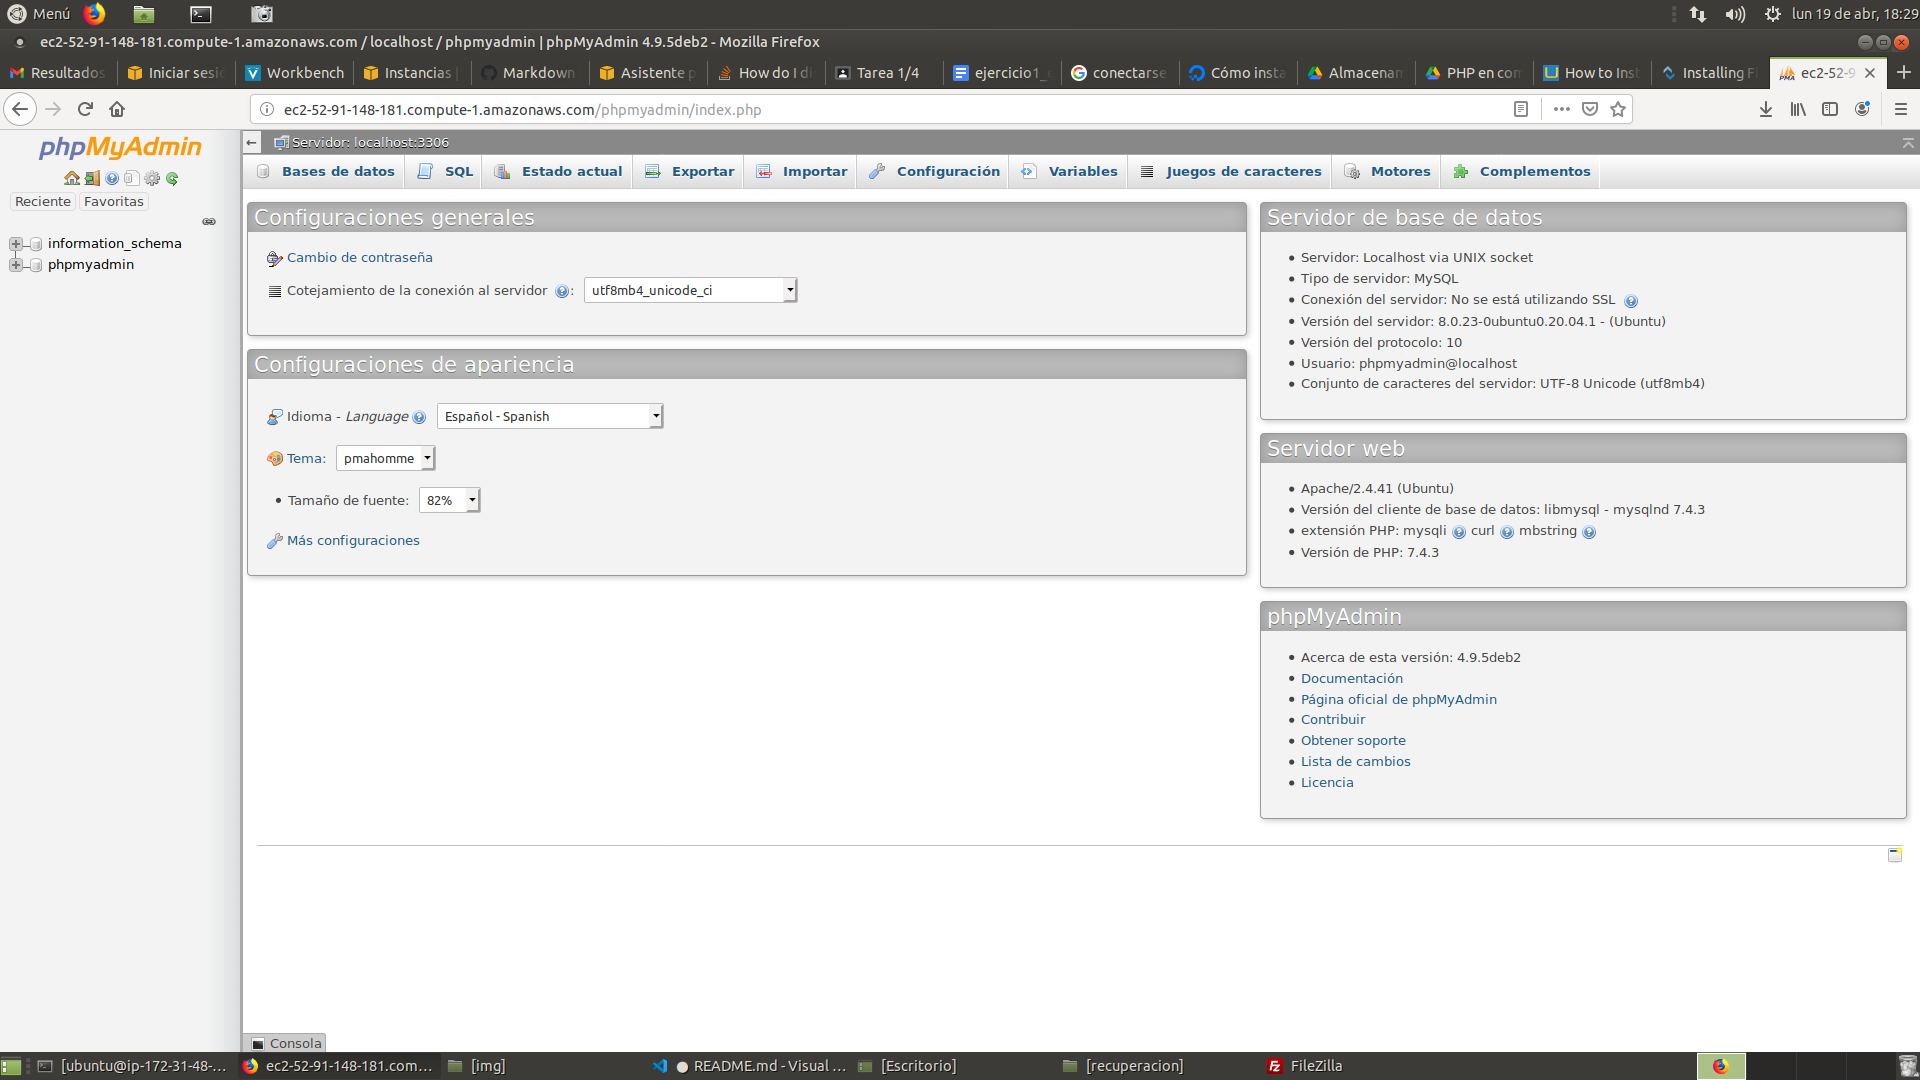 Menú
lun 19 de abr, 18:29
ec2-52-91-148-181.compute-1.amazonaws.com / localhost / phpmyadmin | phpMyAdmin 4.9.5deb2 - Mozilla Firefox
Resultados
Iniciar sesi
Workbench
Instancias
Markdown
Asistente p
How do I di
Tarea 1/4
ejercicio1_
conectarse
Cómo insta
Almacenam
PHP en com
How to Inst
Installing Fi
ec2-52-9
ec2-52-91-148-181.compute-1.amazonaws.com/phpmyadmin/index.php
phpMyAdmin
Reciente
Favoritas
information_schema
phpmyadmin
Servidor: localhost:3306
Bases de datos
SQL
Estado actual
Exportar
Importar
Configuración
Variables
Juegos de caracteres
Motores
Complementos
Configuraciones generales
Cambio de contraseña
Cotejamiento de la conexión al servidor : utf8mb4_unicode_ci
Configuraciones de apariencia
Idioma - Language Español - Spanish
Tema: pmahomme
• Tamaño de fuente: 82%
Más configuraciones
Servidor de base de datos
• Servidor: Localhost via UNIX socket
• Tipo de servidor: MySQL
• Conexión del servidor: No se está utilizando SSL
• Versión del servidor: 8.0.23-0ubuntu0.20.04.1 - (Ubuntu)
• Versión del protocolo: 10
• Usuario: phpmyadmin@localhost
• Conjunto de caracteres del servidor: UTF-8 Unicode (utf8mb4)
Servidor web
• Apache/2.4.41 (Ubuntu)
• Versión del cliente de base de datos: libmysql - mysqlnd 7.4.3
• extensión PHP: mysqli curl mbstring
• Versión de PHP: 7.4.3
phpMyAdmin
• Acerca de esta versión: 4.9.5deb2
• Documentación
• Página oficial de phpMyAdmin
• Contribuir
• Obtener soporte
• Lista de cambios
• Licencia
Consola
[ubuntu@ip-172-31-48-...
ec2-52-91-148-181.com...
[img]
● README.md - Visual ...
[Escritorio]
[recuperacion]
FileZilla